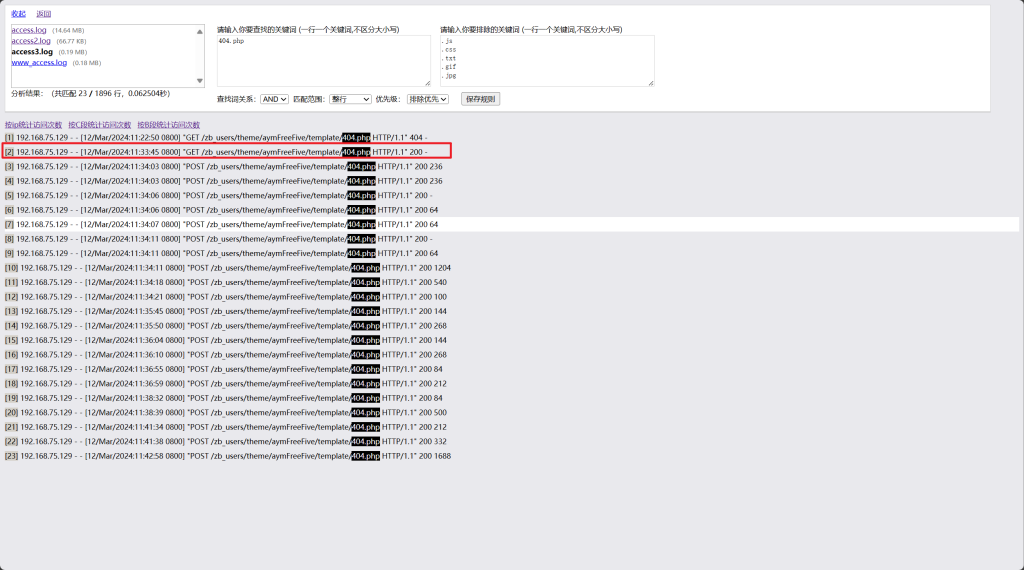 收起 返回
access.log (14.64 MB)
access2.log (66.77 KB)
access3.log (0.19 MB)
www_access.log (0.18 MB)
分析结果: (共匹配 23 / 1896 行, 0.062504秒)
请输入你要查找的关键词 (一行一个关键词,不区分大小写)
404.php
请输入你要排除的关键词 (一行一个关键词,不区分大小写)
.js
.css
.txt
.gif
.jpg
查找词关系: AND 匹配范围: 整行 优先级: 排除优先 保存规则
按ip统计访问次数 按C段统计访问次数 按B段统计访问次数
[1] 192.168.75.129 - - [12/Mar/2024:11:22:50 0800] "GET /zb_users/theme/aymFreeFive/template/404.php HTTP/1.1" 404 -
[2] 192.168.75.129 - - [12/Mar/2024:11:33:45 0800] "GET /zb_users/theme/aymFreeFive/template/404.php HTTP/1.1" 200 -
[3] 192.168.75.129 - - [12/Mar/2024:11:34:03 0800] "POST /zb_users/theme/aymFreeFive/template/404.php HTTP/1.1" 200 236
[4] 192.168.75.129 - - [12/Mar/2024:11:34:03 0800] "POST /zb_users/theme/aymFreeFive/template/404.php HTTP/1.1" 200 236
[5] 192.168.75.129 - - [12/Mar/2024:11:34:06 0800] "POST /zb_users/theme/aymFreeFive/template/404.php HTTP/1.1" 200 -
[6] 192.168.75.129 - - [12/Mar/2024:11:34:06 0800] "POST /zb_users/theme/aymFreeFive/template/404.php HTTP/1.1" 200 64
[7] 192.168.75.129 - - [12/Mar/2024:11:34:07 0800] "POST /zb_users/theme/aymFreeFive/template/404.php HTTP/1.1" 200 64
[8] 192.168.75.129 - - [12/Mar/2024:11:34:11 0800] "POST /zb_users/theme/aymFreeFive/template/404.php HTTP/1.1" 200 -
[9] 192.168.75.129 - - [12/Mar/2024:11:34:11 0800] "POST /zb_users/theme/aymFreeFive/template/404.php HTTP/1.1" 200 64
[10] 192.168.75.129 - - [12/Mar/2024:11:34:11 0800] "POST /zb_users/theme/aymFreeFive/template/404.php HTTP/1.1" 200 1204
[11] 192.168.75.129 - - [12/Mar/2024:11:34:18 0800] "POST /zb_users/theme/aymFreeFive/template/404.php HTTP/1.1" 200 540
[12] 192.168.75.129 - - [12/Mar/2024:11:34:21 0800] "POST /zb_users/theme/aymFreeFive/template/404.php HTTP/1.1" 200 100
[13] 192.168.75.129 - - [12/Mar/2024:11:35:45 0800] "POST /zb_users/theme/aymFreeFive/template/404.php HTTP/1.1" 200 144
[14] 192.168.75.129 - - [12/Mar/2024:11:35:50 0800] "POST /zb_users/theme/aymFreeFive/template/404.php HTTP/1.1" 200 268
[15] 192.168.75.129 - - [12/Mar/2024:11:36:04 0800] "POST /zb_users/theme/aymFreeFive/template/404.php HTTP/1.1" 200 144
[16] 192.168.75.129 - - [12/Mar/2024:11:36:10 0800] "POST /zb_users/theme/aymFreeFive/template/404.php HTTP/1.1" 200 268
[17] 192.168.75.129 - - [12/Mar/2024:11:36:55 0800] "POST /zb_users/theme/aymFreeFive/template/404.php HTTP/1.1" 200 84
[18] 192.168.75.129 - - [12/Mar/2024:11:36:59 0800] "POST /zb_users/theme/aymFreeFive/template/404.php HTTP/1.1" 200 212
[19] 192.168.75.129 - - [12/Mar/2024:11:38:32 0800] "POST /zb_users/theme/aymFreeFive/template/404.php HTTP/1.1" 200 84
[20] 192.168.75.129 - - [12/Mar/2024:11:38:39 0800] "POST /zb_users/theme/aymFreeFive/template/404.php HTTP/1.1" 200 500
[21] 192.168.75.129 - - [12/Mar/2024:11:41:34 0800] "POST /zb_users/theme/aymFreeFive/template/404.php HTTP/1.1" 200 212
[22] 192.168.75.129 - - [12/Mar/2024:11:41:38 0800] "POST /zb_users/theme/aymFreeFive/template/404.php HTTP/1.1" 200 332
[23] 192.168.75.129 - - [12/Mar/2024:11:42:58 0800] "POST /zb_users/theme/aymFreeFive/template/404.php HTTP/1.1" 200 1688